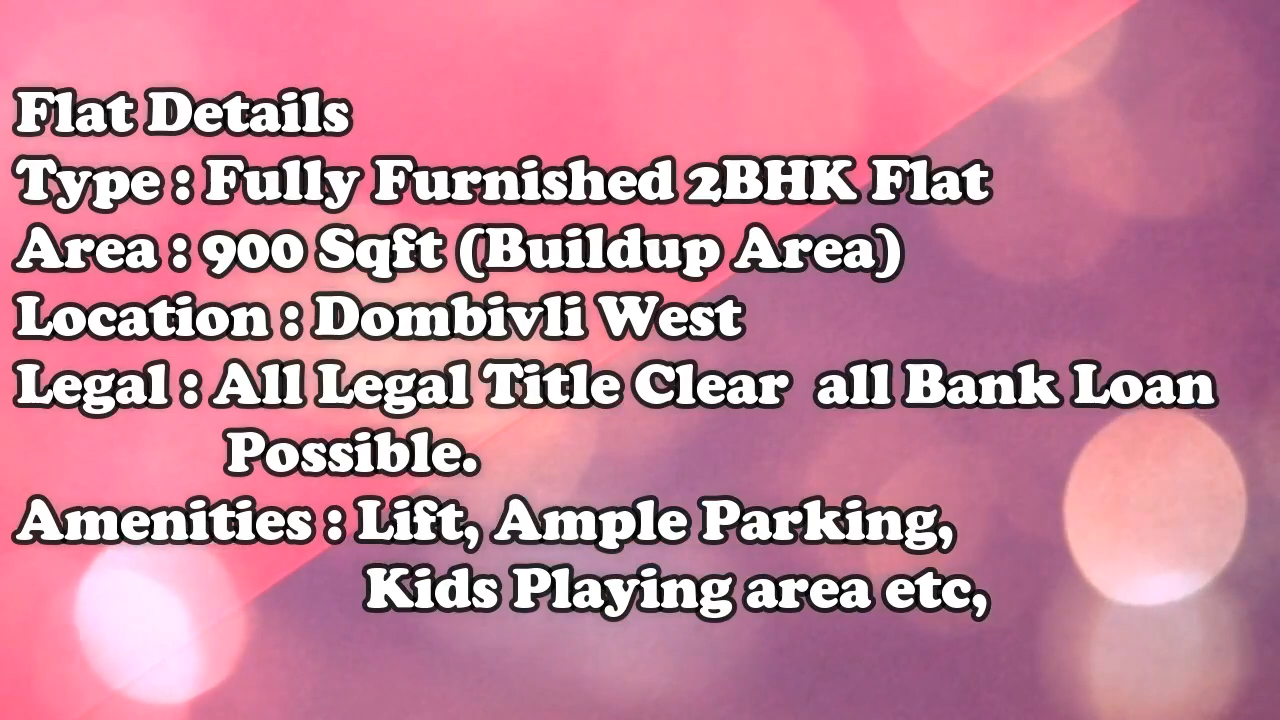 Flat Details
Type : Fully Furnished 2BHK Flat
Area : 900 Sqft (Buildup Area)
Location : Dombivli West
Legal : All Legal Title Clear  all Bank Loan
Possible.
Amenities : Lift, Ample Parking,
Kids Playing area etc,